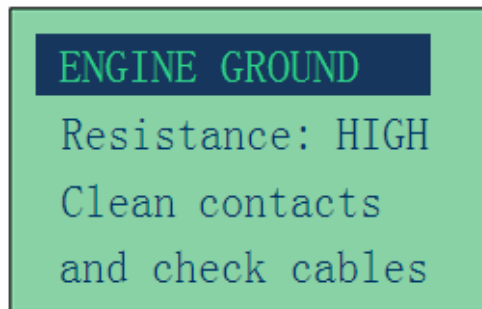 ENGINE GROUND
Resistance: HIGH
Clean contacts
and check cables